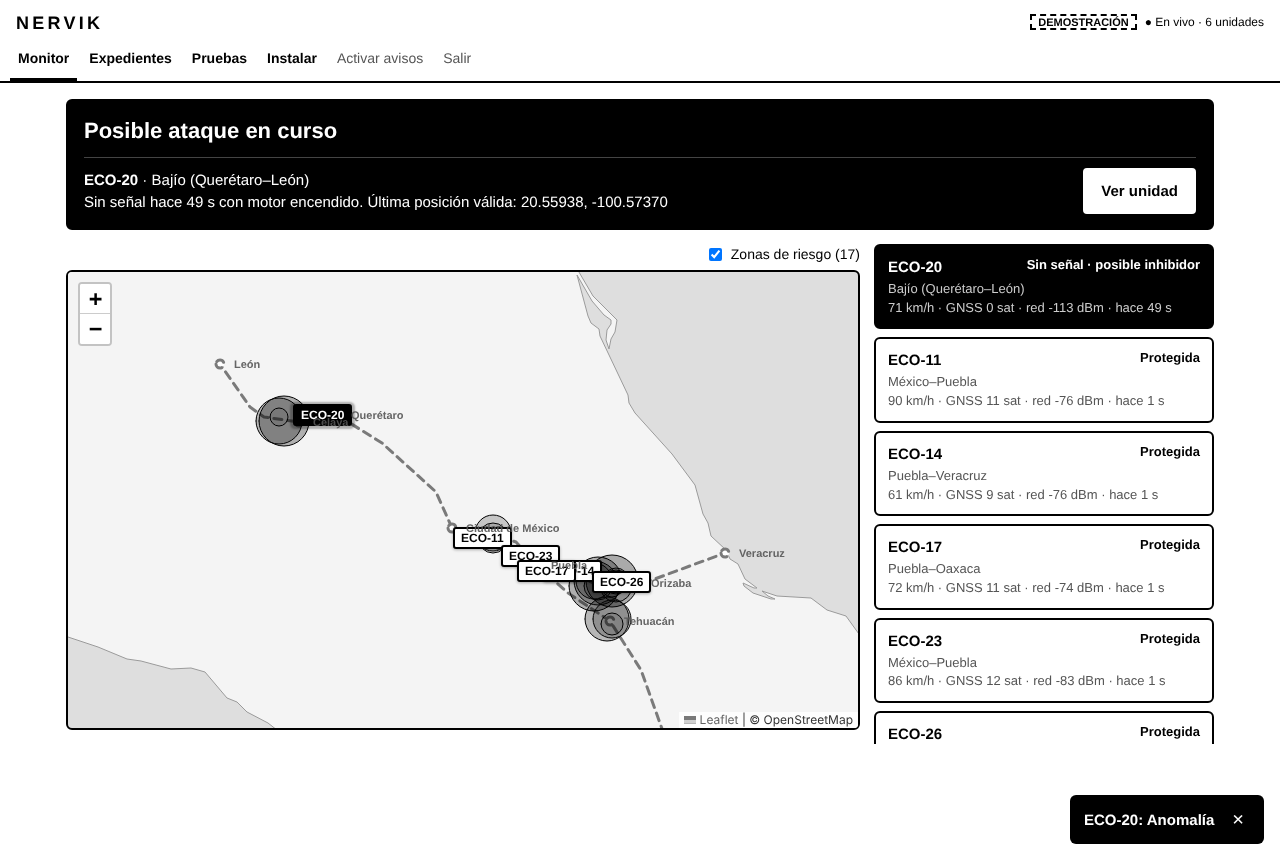 NERVIK
DEMOSTRACIÓN
● En vivo · 6 unidades
Monitor
Expedientes
Pruebas
Instalar
Activar avisos
Salir
Posible ataque en curso
ECO-20 · Bajío (Querétaro–León)
Sin señal hace 49 s con motor encendido. Última posición válida: 20.55938, -100.57370
Ver unidad
Zonas de riesgo (17)
+
−
León
ECO-20
Querétaro
Celaya
Ciudad de México
ECO-11
ECO-23
Puebla
ECO-17
-14
ECO-26
Orizaba
Veracruz
Tehuacán
Leaflet | © OpenStreetMap
ECO-20
Sin señal · posible inhibidor
Bajío (Querétaro–León)
71 km/h · GNSS 0 sat · red -113 dBm · hace 49 s
ECO-11
Protegida
México–Puebla
90 km/h · GNSS 11 sat · red -76 dBm · hace 1 s
ECO-14
Protegida
Puebla–Veracruz
61 km/h · GNSS 9 sat · red -76 dBm · hace 1 s
ECO-17
Protegida
Puebla–Oaxaca
72 km/h · GNSS 11 sat · red -74 dBm · hace 1 s
ECO-23
Protegida
México–Puebla
86 km/h · GNSS 12 sat · red -83 dBm · hace 1 s
ECO-26
Protegida
ECO-20: Anomalía ✕